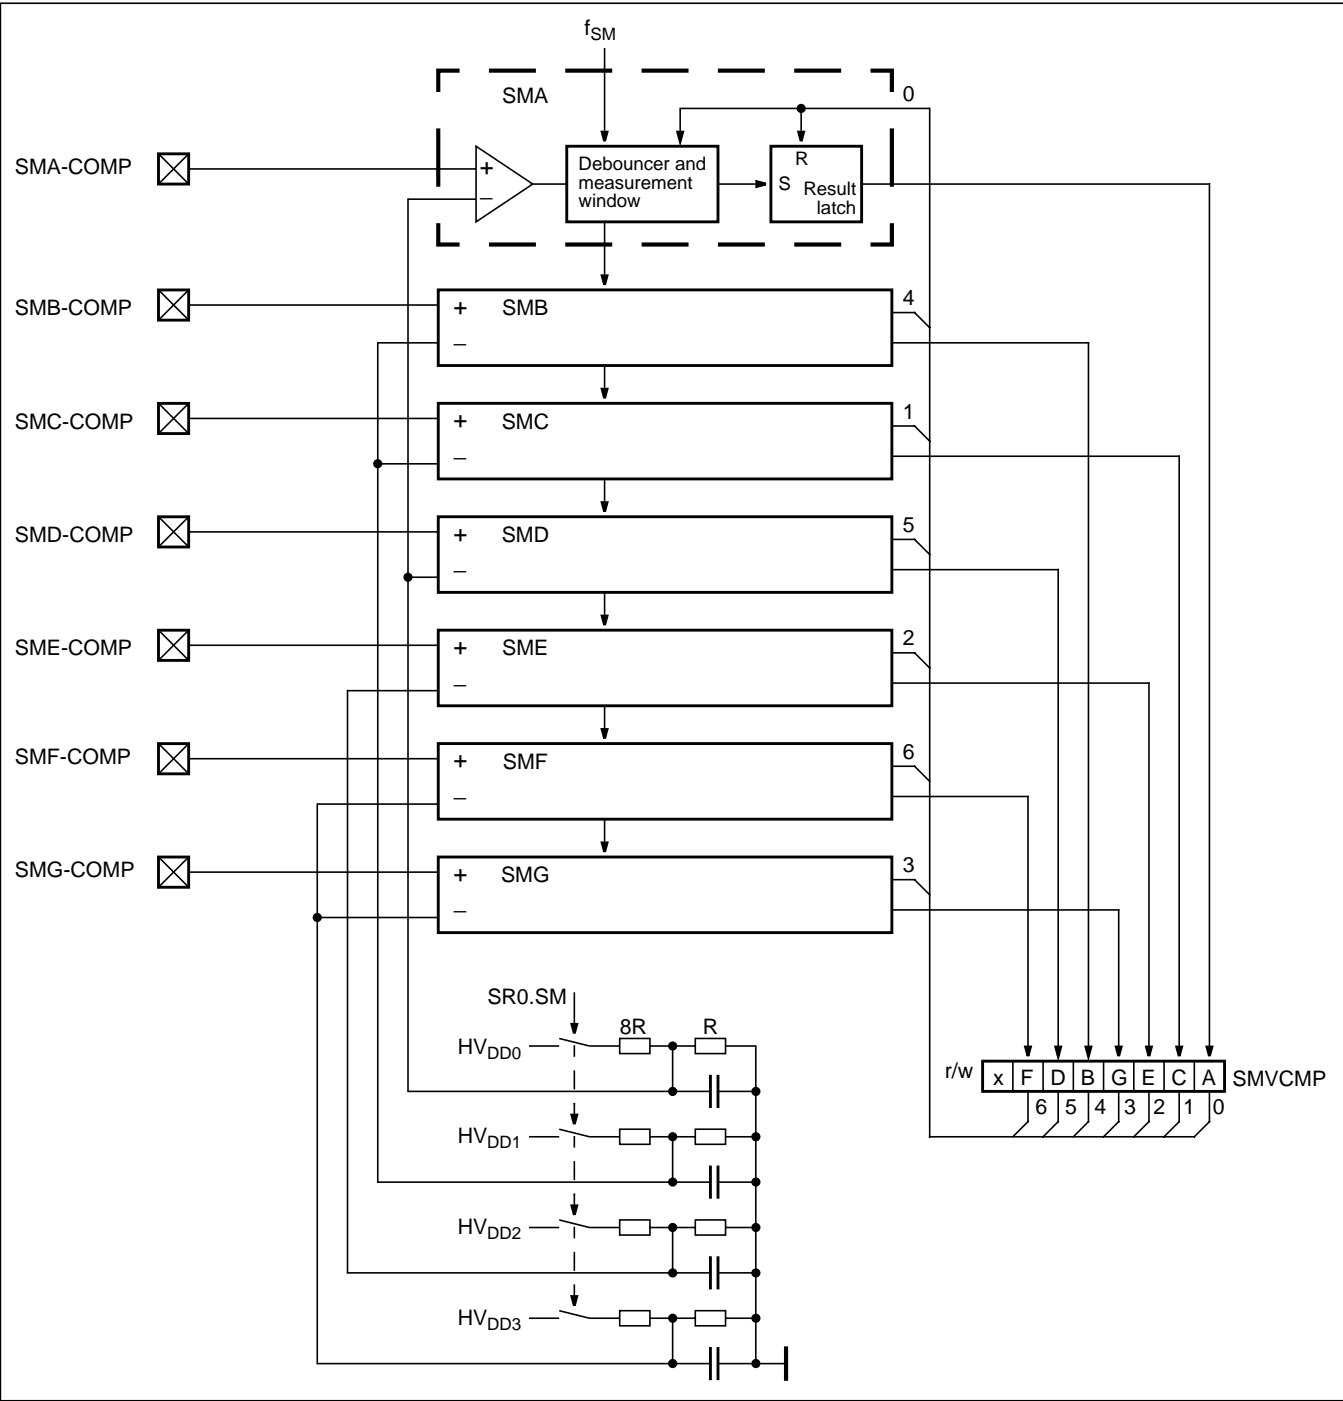 fSM
SMA
0
SMA-COMP
+
–
Debouncer and
measurement
window
R
S
Result
latch
SMB-COMP
+ SMB
–
4
SMC-COMP
+ SMC
–
1
SMD-COMP
+ SMD
–
5
SME-COMP
+ SME
–
2
SMF-COMP
+ SMF
–
6
SMG-COMP
+ SMG
–
3
SR0.SM
8R R
HVDD0
HVDD1
HVDD2
HVDD3
r/w x F D B G E C A SMVCMP
6 5 4 3 2 1 0